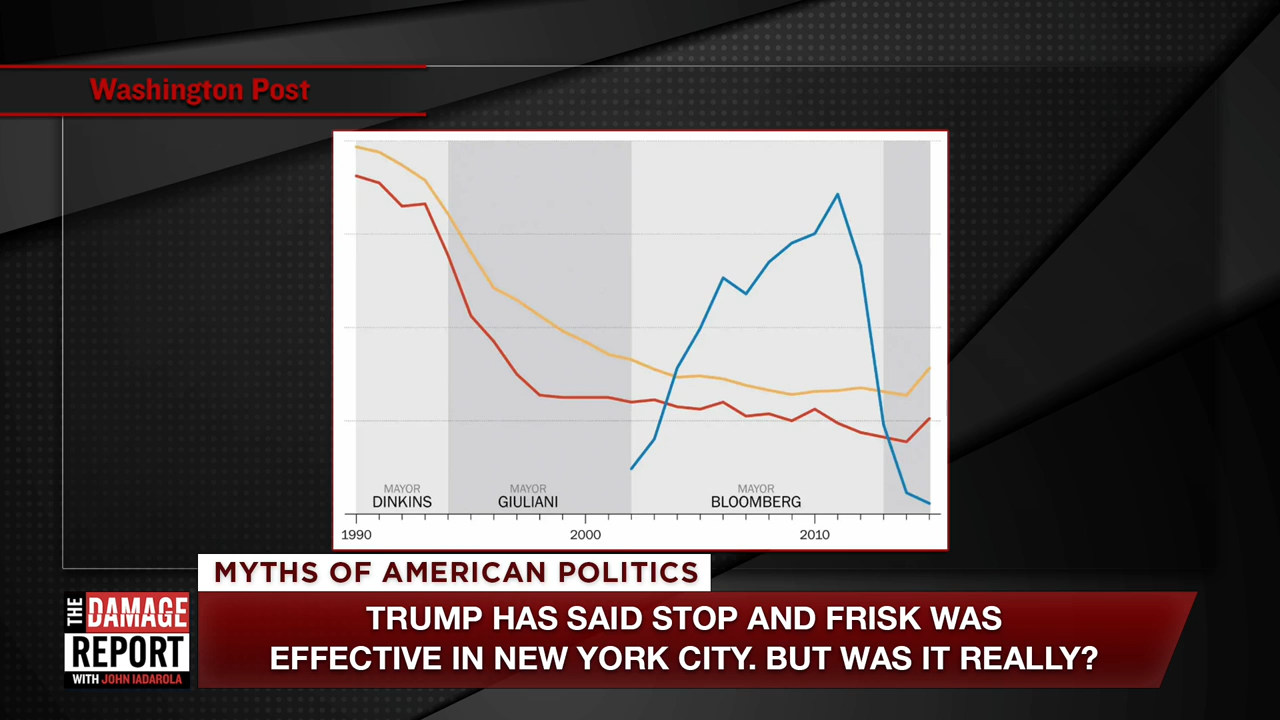 Washington Post
MAYOR
DINKINS
MAYOR
GIULIANI
MAYOR
BLOOMBERG
1990
2000
2010
MYTHS OF AMERICAN POLITICS
THE DAMAGE
REPORT
WITH JOHN IADAROLA
TRUMP HAS SAID STOP AND FRISK WAS
EFFECTIVE IN NEW YORK CITY. BUT WAS IT REALLY?